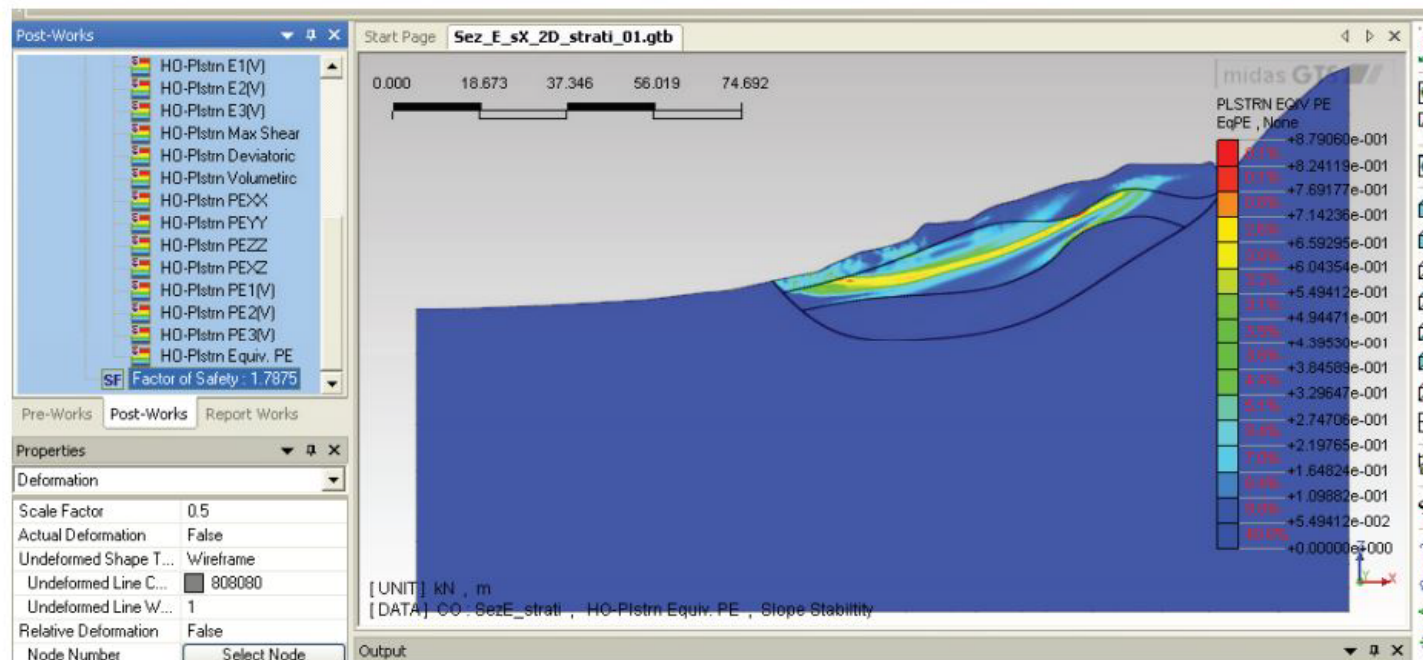 Post-Works
HO-Plstrn E1(V)
HO-Plstrn E2(V)
HO-Plstrn E3(V)
HO-Plstrn Max Shear
HO-Plstrn Deviatoric
HO-Plstrn Volumetirc
HO-Plstrn PEXX
HO-Plstrn PEYY
HO-Plstrn PEZZ
HO-Plstrn PEXZ
HO-Plstrn PE1(V)
HO-Plstrn PE2(V)
HO-Plstrn PE3(V)
HO-Plstrn Equiv. PE
SF Factor of Safety : 1.7875
Pre-Works Post-Works Report Works
Properties
Deformation
Scale Factor 0.5
Actual Deformation False
Undeformed Shape T... Wireframe
Undeformed Line C... 808080
Undeformed Line W... 1
Relative Deformation False
Node Number Select Node
Start Page Sez_E_sX_2D_strati_01.gtb
0.000 18.673 37.346 56.019 74.692
midas GTS
PLSTRN EQIV PE
EqPE , None
+8.79060e-001
+8.24119e-001
+7.69177e-001
+7.14236e-001
+6.59295e-001
+6.04354e-001
+5.49412e-001
+4.94471e-001
+4.39530e-001
+3.84589e-001
+3.29647e-001
+2.74706e-001
+2.19765e-001
+1.64824e-001
+1.09882e-001
+5.49412e-002
+0.00000e+000
[UNIT] kN , m
[DATA] CO : SezE_strati , HO-Plstrn Equiv. PE , Slope Stabiltity
Output